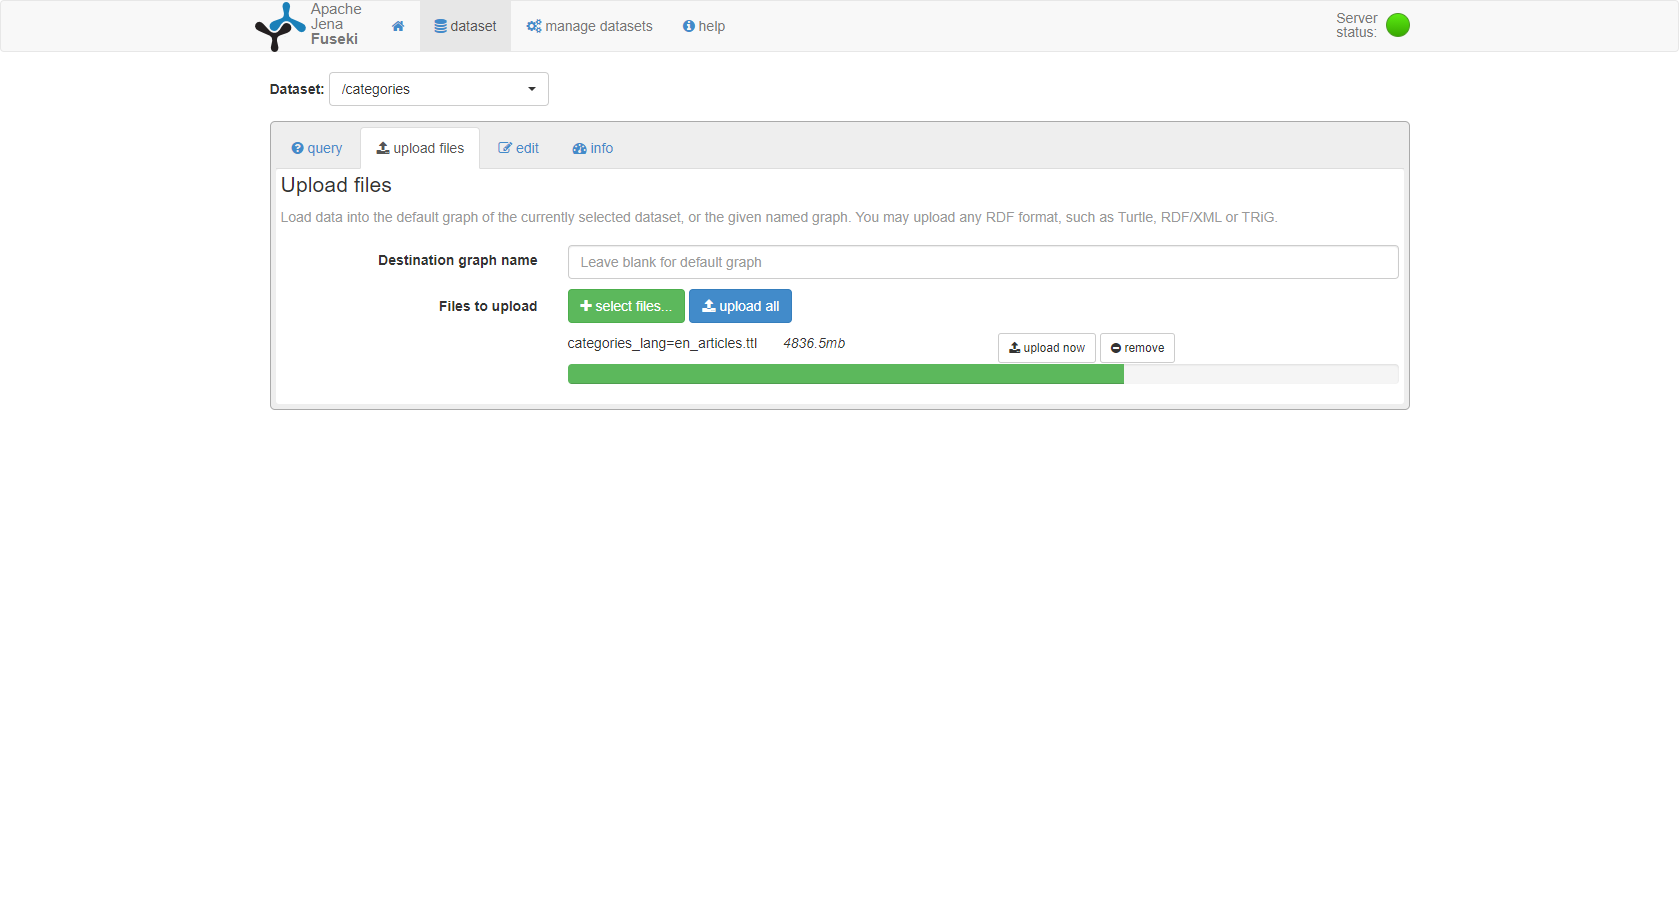 Apache
Jena
Fuseki
dataset
manage datasets
help
Server
status:
Dataset: /categories
query
upload files
edit
info
Upload files
Load data into the default graph of the currently selected dataset, or the given named graph. You may upload any RDF format, such as Turtle, RDF/XML or TRiG.
Destination graph name
Leave blank for default graph
Files to upload
select files...
upload all
categories_lang=en_articles.ttl 4836.5mb
upload now
remove